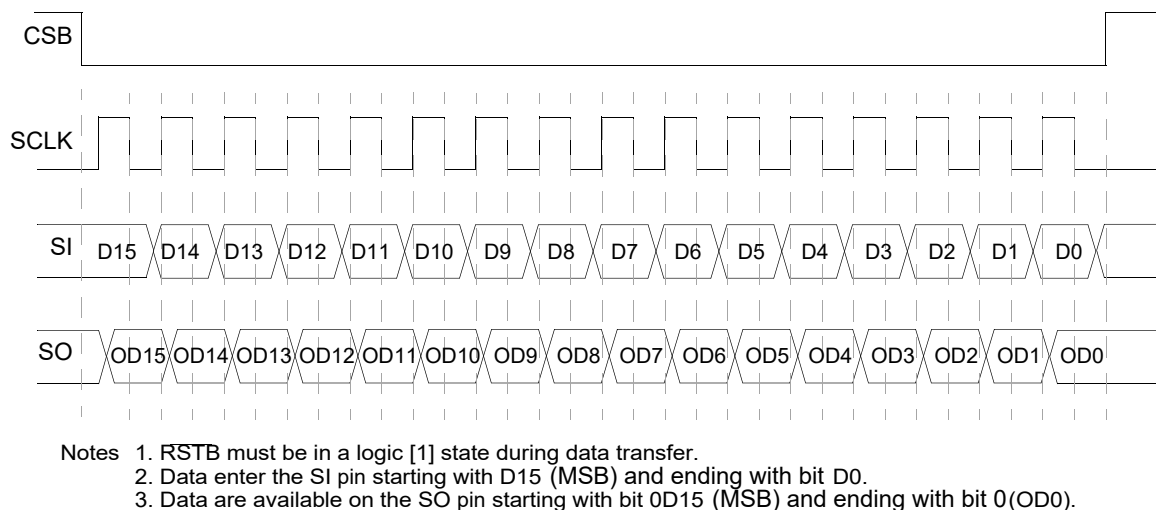 CSB
SCLK
SI D15 D14 D13 D12 D11 D10 D9 D8 D7 D6 D5 D4 D3 D2 D1 D0
SO OD15 OD14 OD13 OD12 OD11 OD10 OD9 OD8 OD7 OD6 OD5 OD4 OD3 OD2 OD1 OD0
Notes 1. RSTB must be in a logic [1] state during data transfer.
2. Data enter the SI pin starting with D15 (MSB) and ending with bit D0.
3. Data are available on the SO pin starting with bit 0D15 (MSB) and ending with bit 0(OD0).